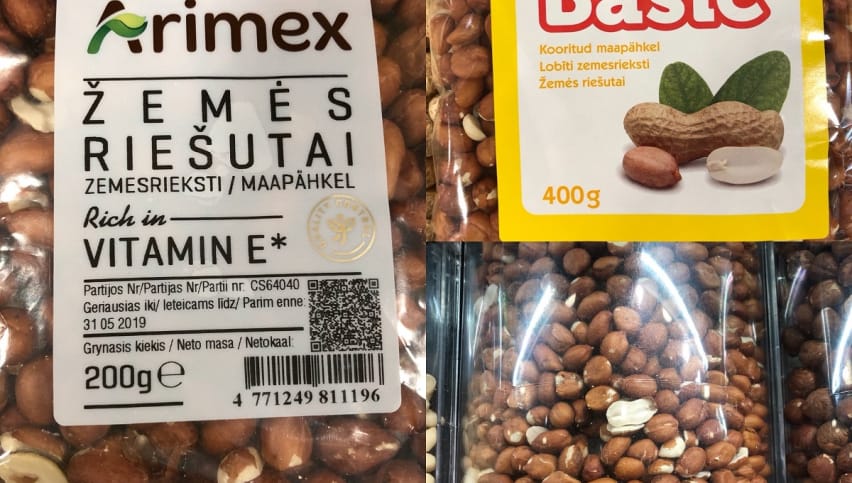 Arimex
ŽEMĖS
RIEŠUTAI
ZEMESRIEKSTI / MAAPÄHKEL
Rich in
VITAMIN E*
Partijos Nr/Partijas Nr/Partii nr: CS64040
Geriausias iki/ Ieteicams līdz/ Parim enne:
31 05 2019
Grynasis kiekis / Neto masa / Netokaal:
200g℮
4 771249 811196
Basic
Kooritud maapähkel
Lobīti zemesrieksti
Žemės riešutai
400g